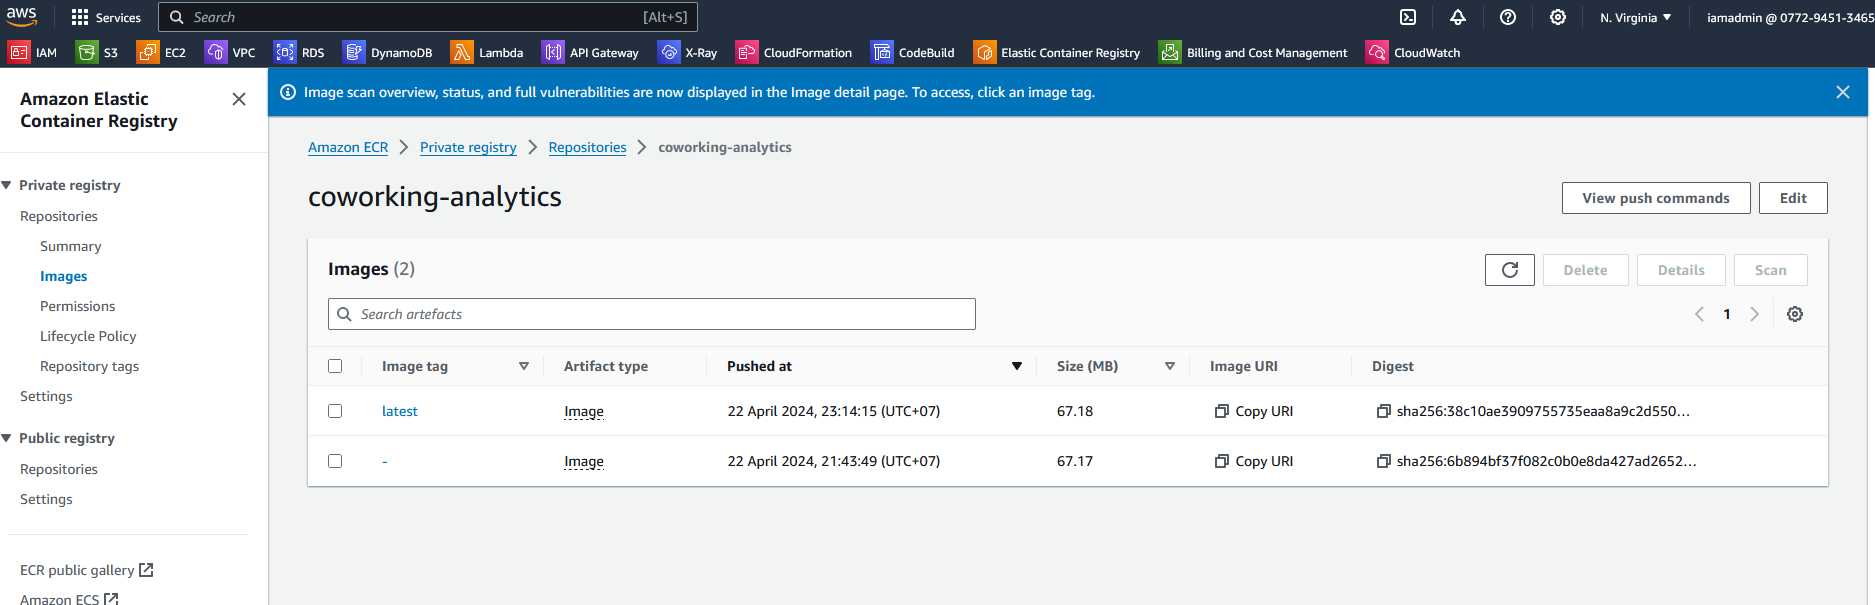 aws Services Search [Alt+S] N. Virginia iamadmin @ 0772-9451-3465
IAM S3 EC2 VPC RDS DynamoDB Lambda API Gateway X-Ray CloudFormation CodeBuild Elastic Container Registry Billing and Cost Management CloudWatch
Amazon Elastic
Container Registry
Private registry
Repositories
Summary
Images
Permissions
Lifecycle Policy
Repository tags
Settings
Public registry
Repositories
Settings
ECR public gallery
Amazon ECS
Image scan overview, status, and full vulnerabilities are now displayed in the Image detail page. To access, click an image tag.
Amazon ECR Private registry Repositories coworking-analytics
coworking-analytics
View push commands Edit
Images (2)
Delete Details Scan
Search artefacts
1
Image tag Artifact type Pushed at Size (MB) Image URI Digest
latest Image 22 April 2024, 23:14:15 (UTC+07) 67.18 Copy URI sha256:38c10ae3909755735eaa8a9c2d550...
- Image 22 April 2024, 21:43:49 (UTC+07) 67.17 Copy URI sha256:6b894bf37f082c0b0e8da427ad2652...